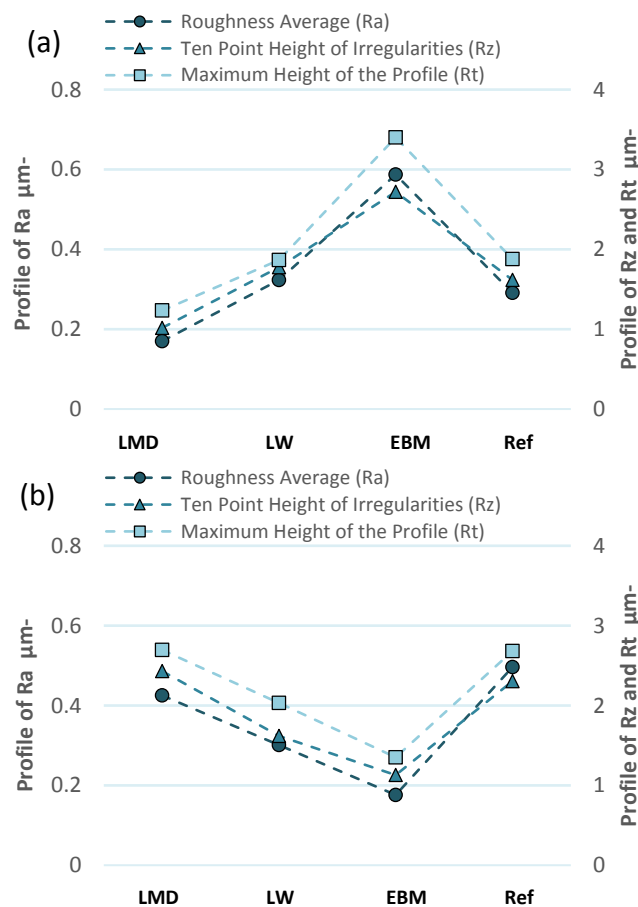 (a)
Roughness Average (Ra)
Ten Point Height of Irregularities (Rz)
Maximum Height of the Profile (Rt)
0.8
0.6
0.4
0.2
0
Profile of Ra µm-
4
3
2
1
0
Profile of Rz and Rt µm-
LMD LW EBM Ref
(b)
Roughness Average (Ra)
Ten Point Height of Irregularities (Rz)
Maximum Height of the Profile (Rt)
0.8
0.6
0.4
0.2
0
Profile of Ra µm-
4
3
2
1
0
Profile of Rz and Rt µm-
LMD LW EBM Ref